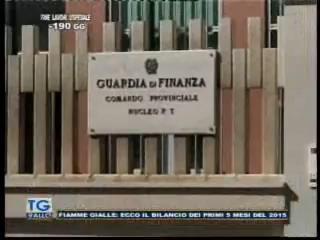 FINE LAVORI OSPEDALE
-190 GG
GUARDIA DI FINANZA
COMANDO PROVINCIALE
NUCLEO P T
TG
FIAMME GIALLE: ECCO IL BILANCIO DEI PRIMI 5 MESI DEL 2015